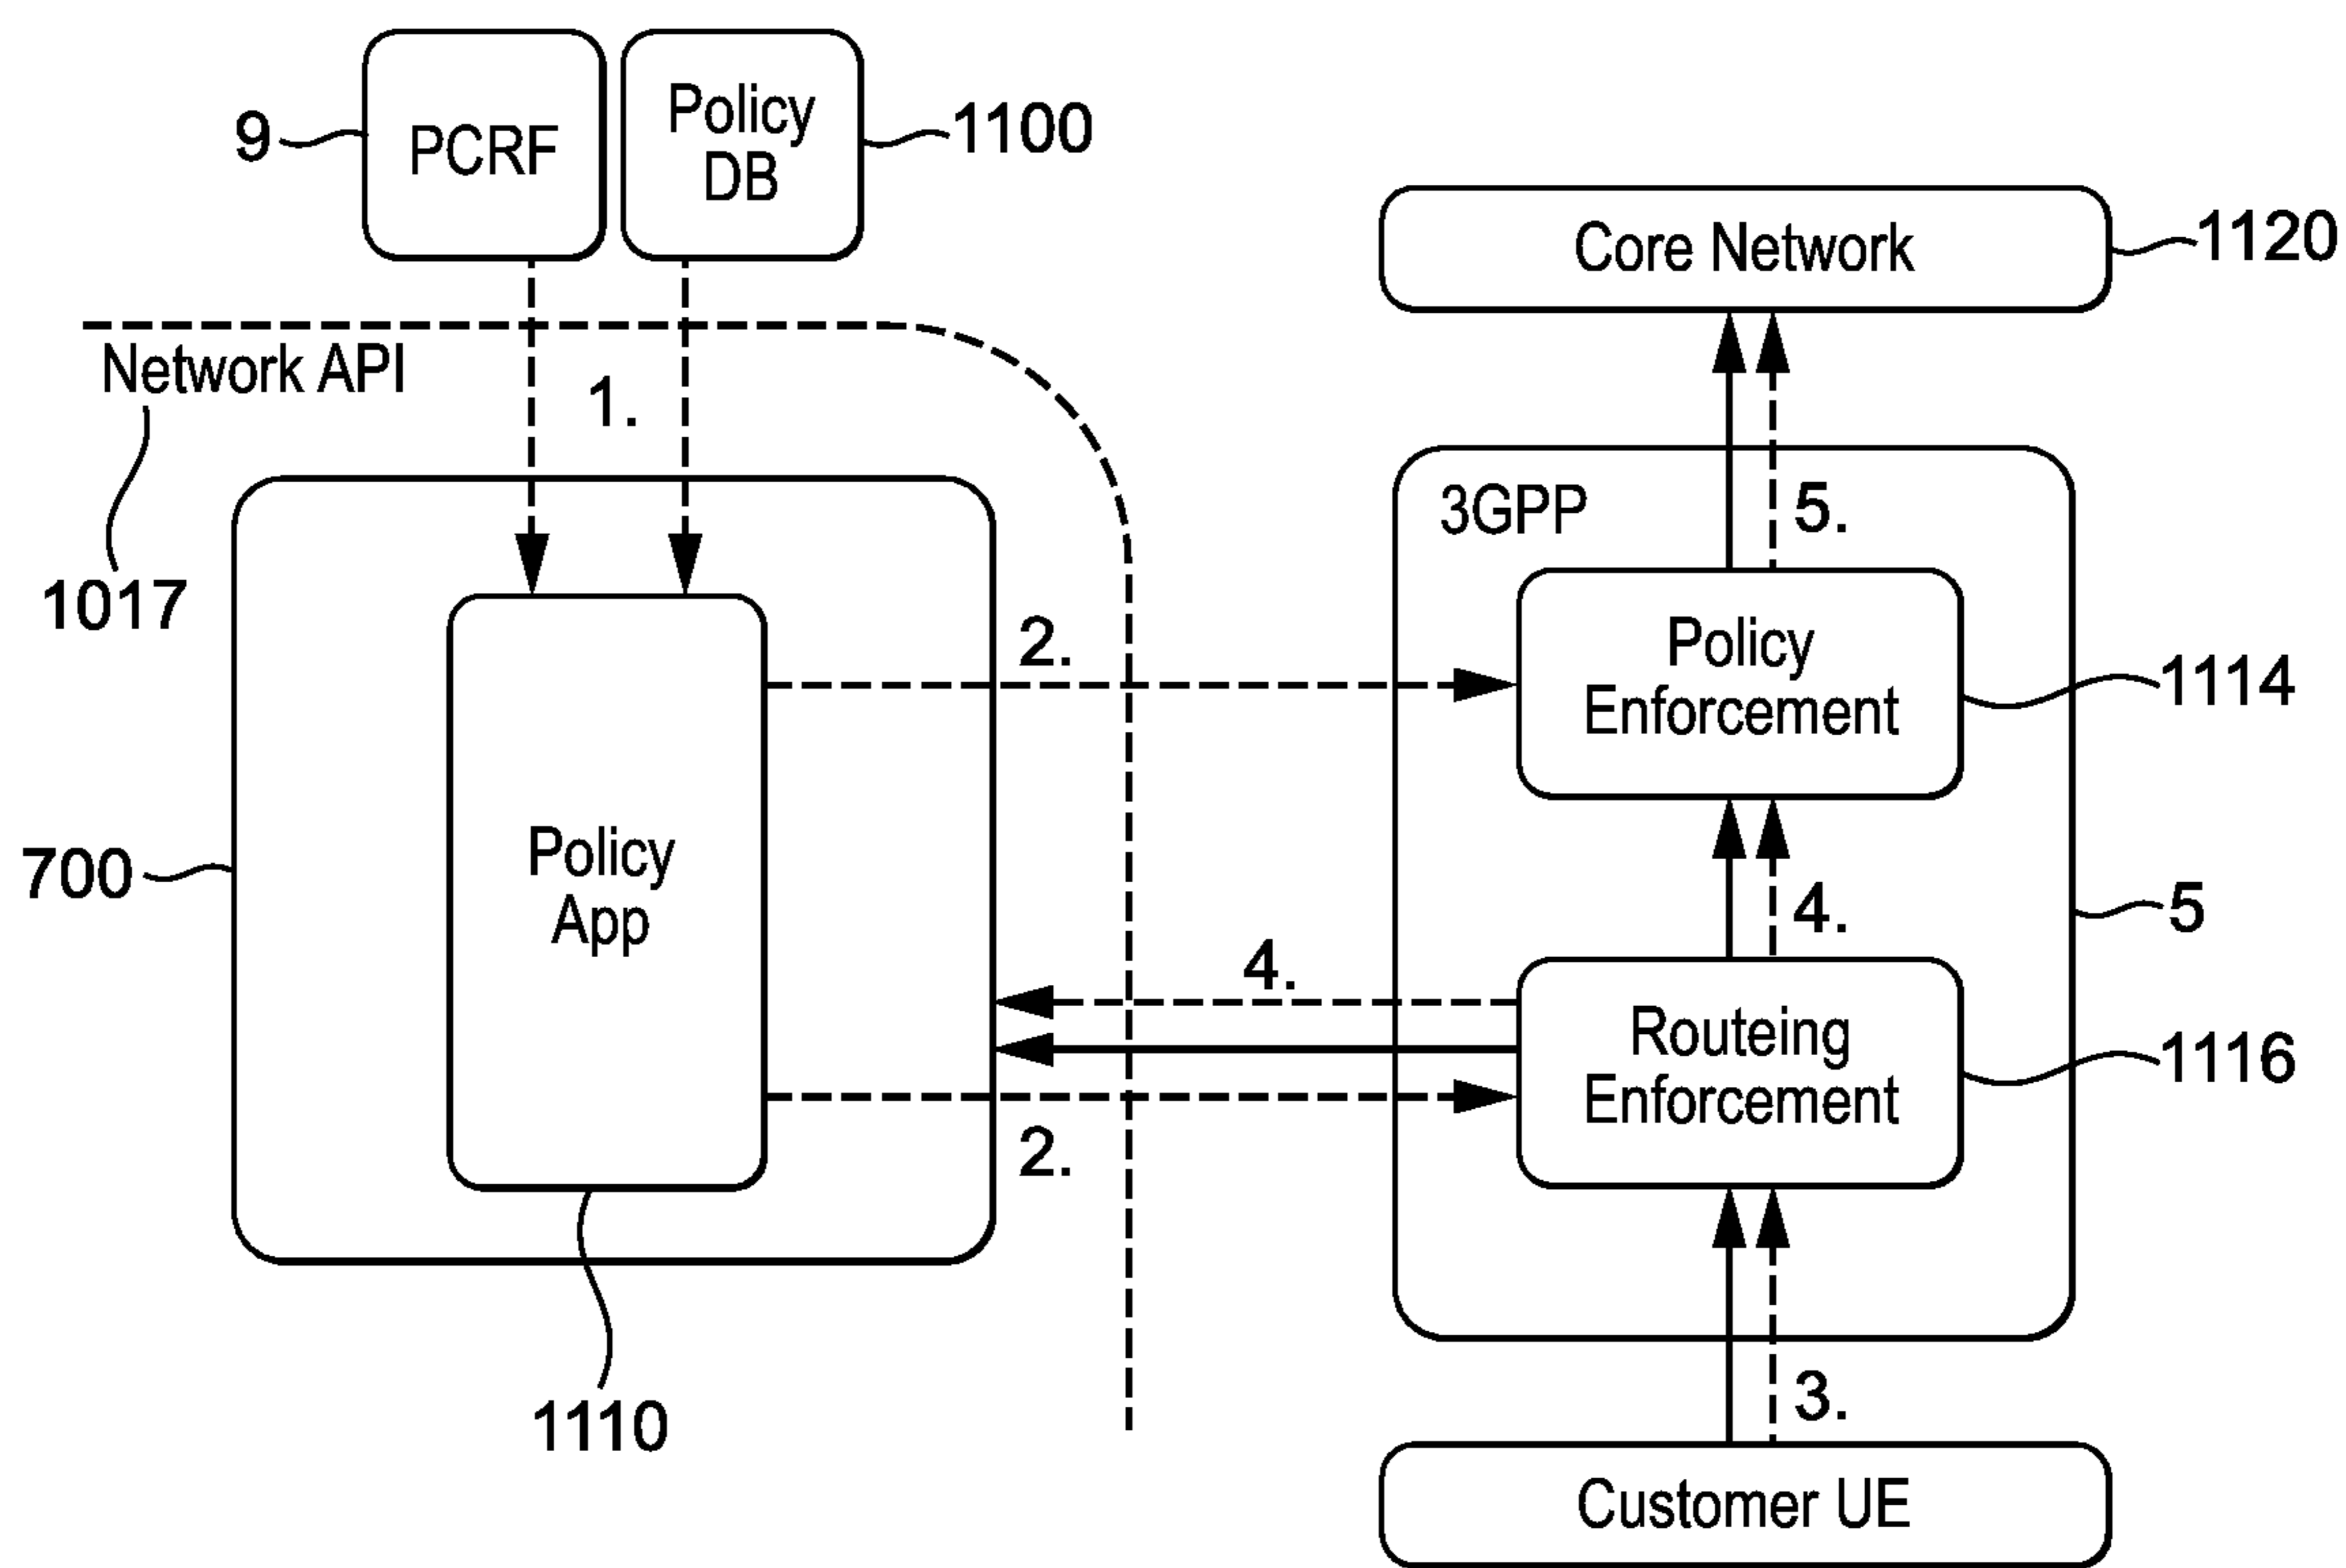 9
PCRF
Policy
DB
1100
Core Network
1120
Network API
1.
3GPP
5.
1017
2.
Policy
Enforcement
1114
700
Policy
App
4.
5
4.
Routeing
Enforcement
1116
2.
3.
1110
Customer UE